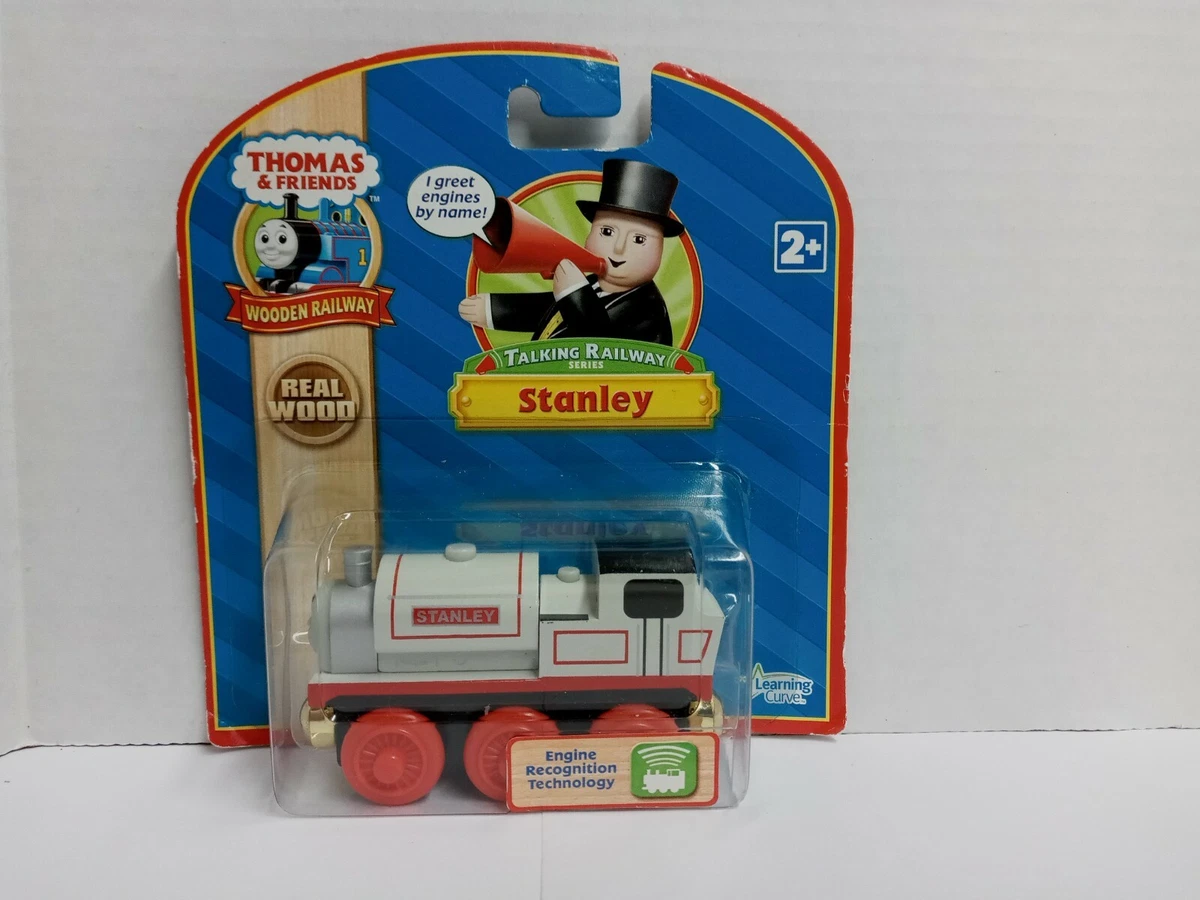 THOMAS
& FRIENDS
TM
1
WOODEN RAILWAY
REAL
WOOD
I greet
engines
by name!
2+
TALKING RAILWAY
SERIES
Stanley
STANLEY
Engine
Recognition
Technology
Learning
Curve